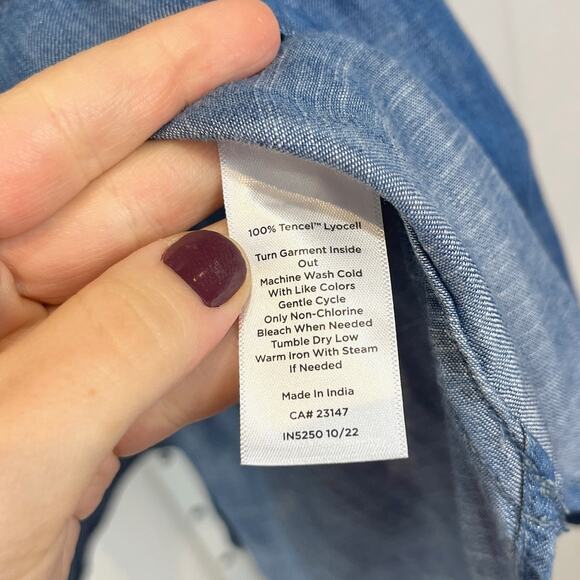 100% Tencel™ Lyocell
Turn Garment Inside
Out
Machine Wash Cold
With Like Colors
Gentle Cycle
Only Non-Chlorine
Bleach When Needed
Tumble Dry Low
Warm Iron With Steam
If Needed
Made In India
CA# 23147
IN5250 10/22